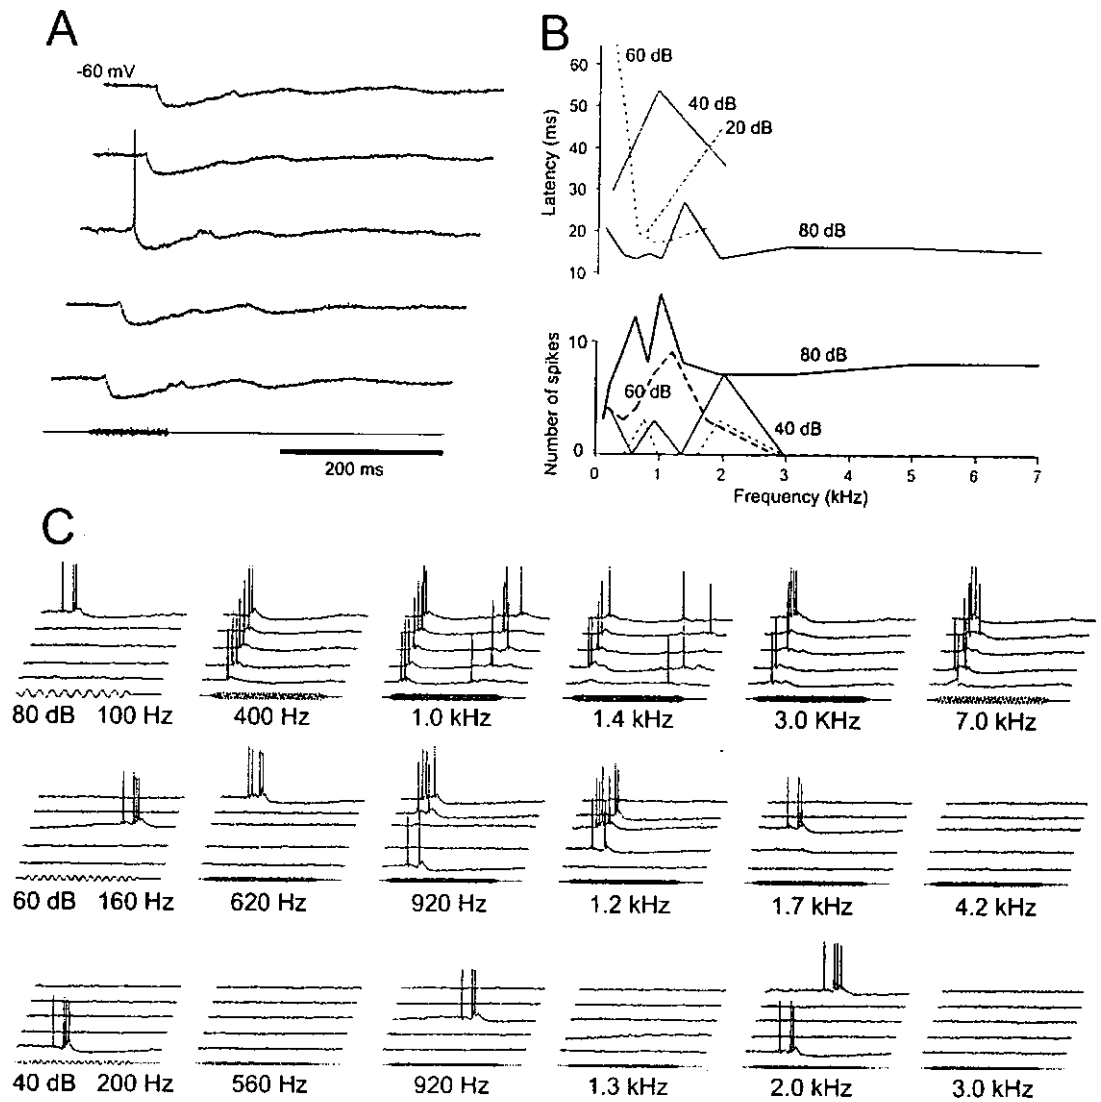 A
-60 mV
200 ms
B
60 dB
40 dB
20 dB
80 dB
Latency (ms)
60
50
40
30
20
10
80 dB
60 dB
40 dB
Number of spikes
10
0
0 1 2 3 4 5 6 7
Frequency (kHz)
C
80 dB 100 Hz 400 Hz 1.0 kHz 1.4 kHz 3.0 KHz 7.0 kHz
60 dB 160 Hz 620 Hz 920 Hz 1.2 kHz 1.7 kHz 4.2 kHz
40 dB 200 Hz 560 Hz 920 Hz 1.3 kHz 2.0 kHz 3.0 kHz